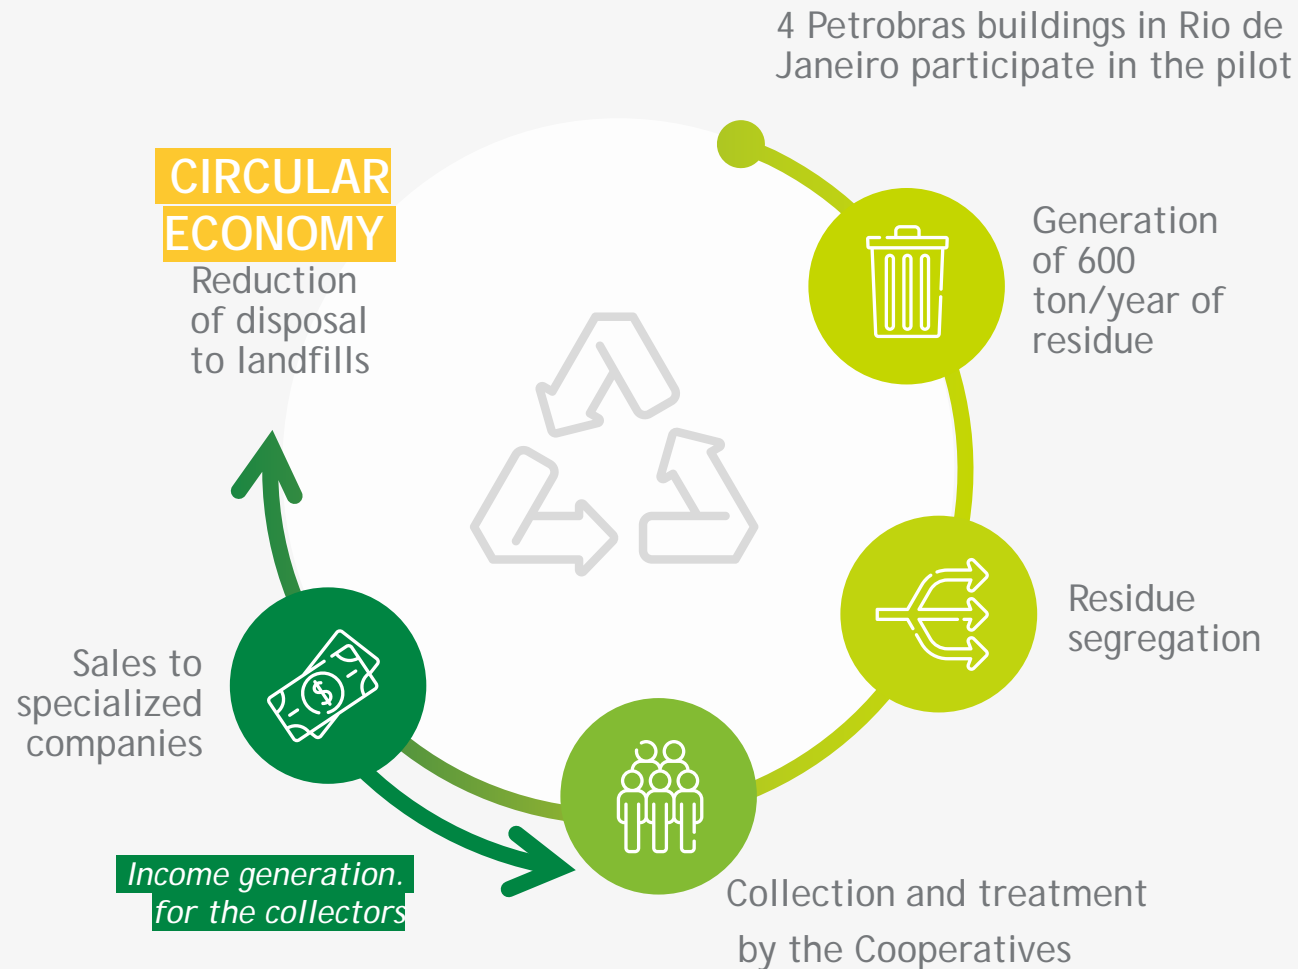 4 Petrobras buildings in Rio de
Janeiro participate in the pilot
CIRCULAR
ECONOMY
Reduction
of disposal
to landfills
Generation
of 600
ton/year of
residue
Residue
segregation
Sales to
specialized
companies
$
Income generation.
for the collectors
Collection and treatment
by the Cooperatives